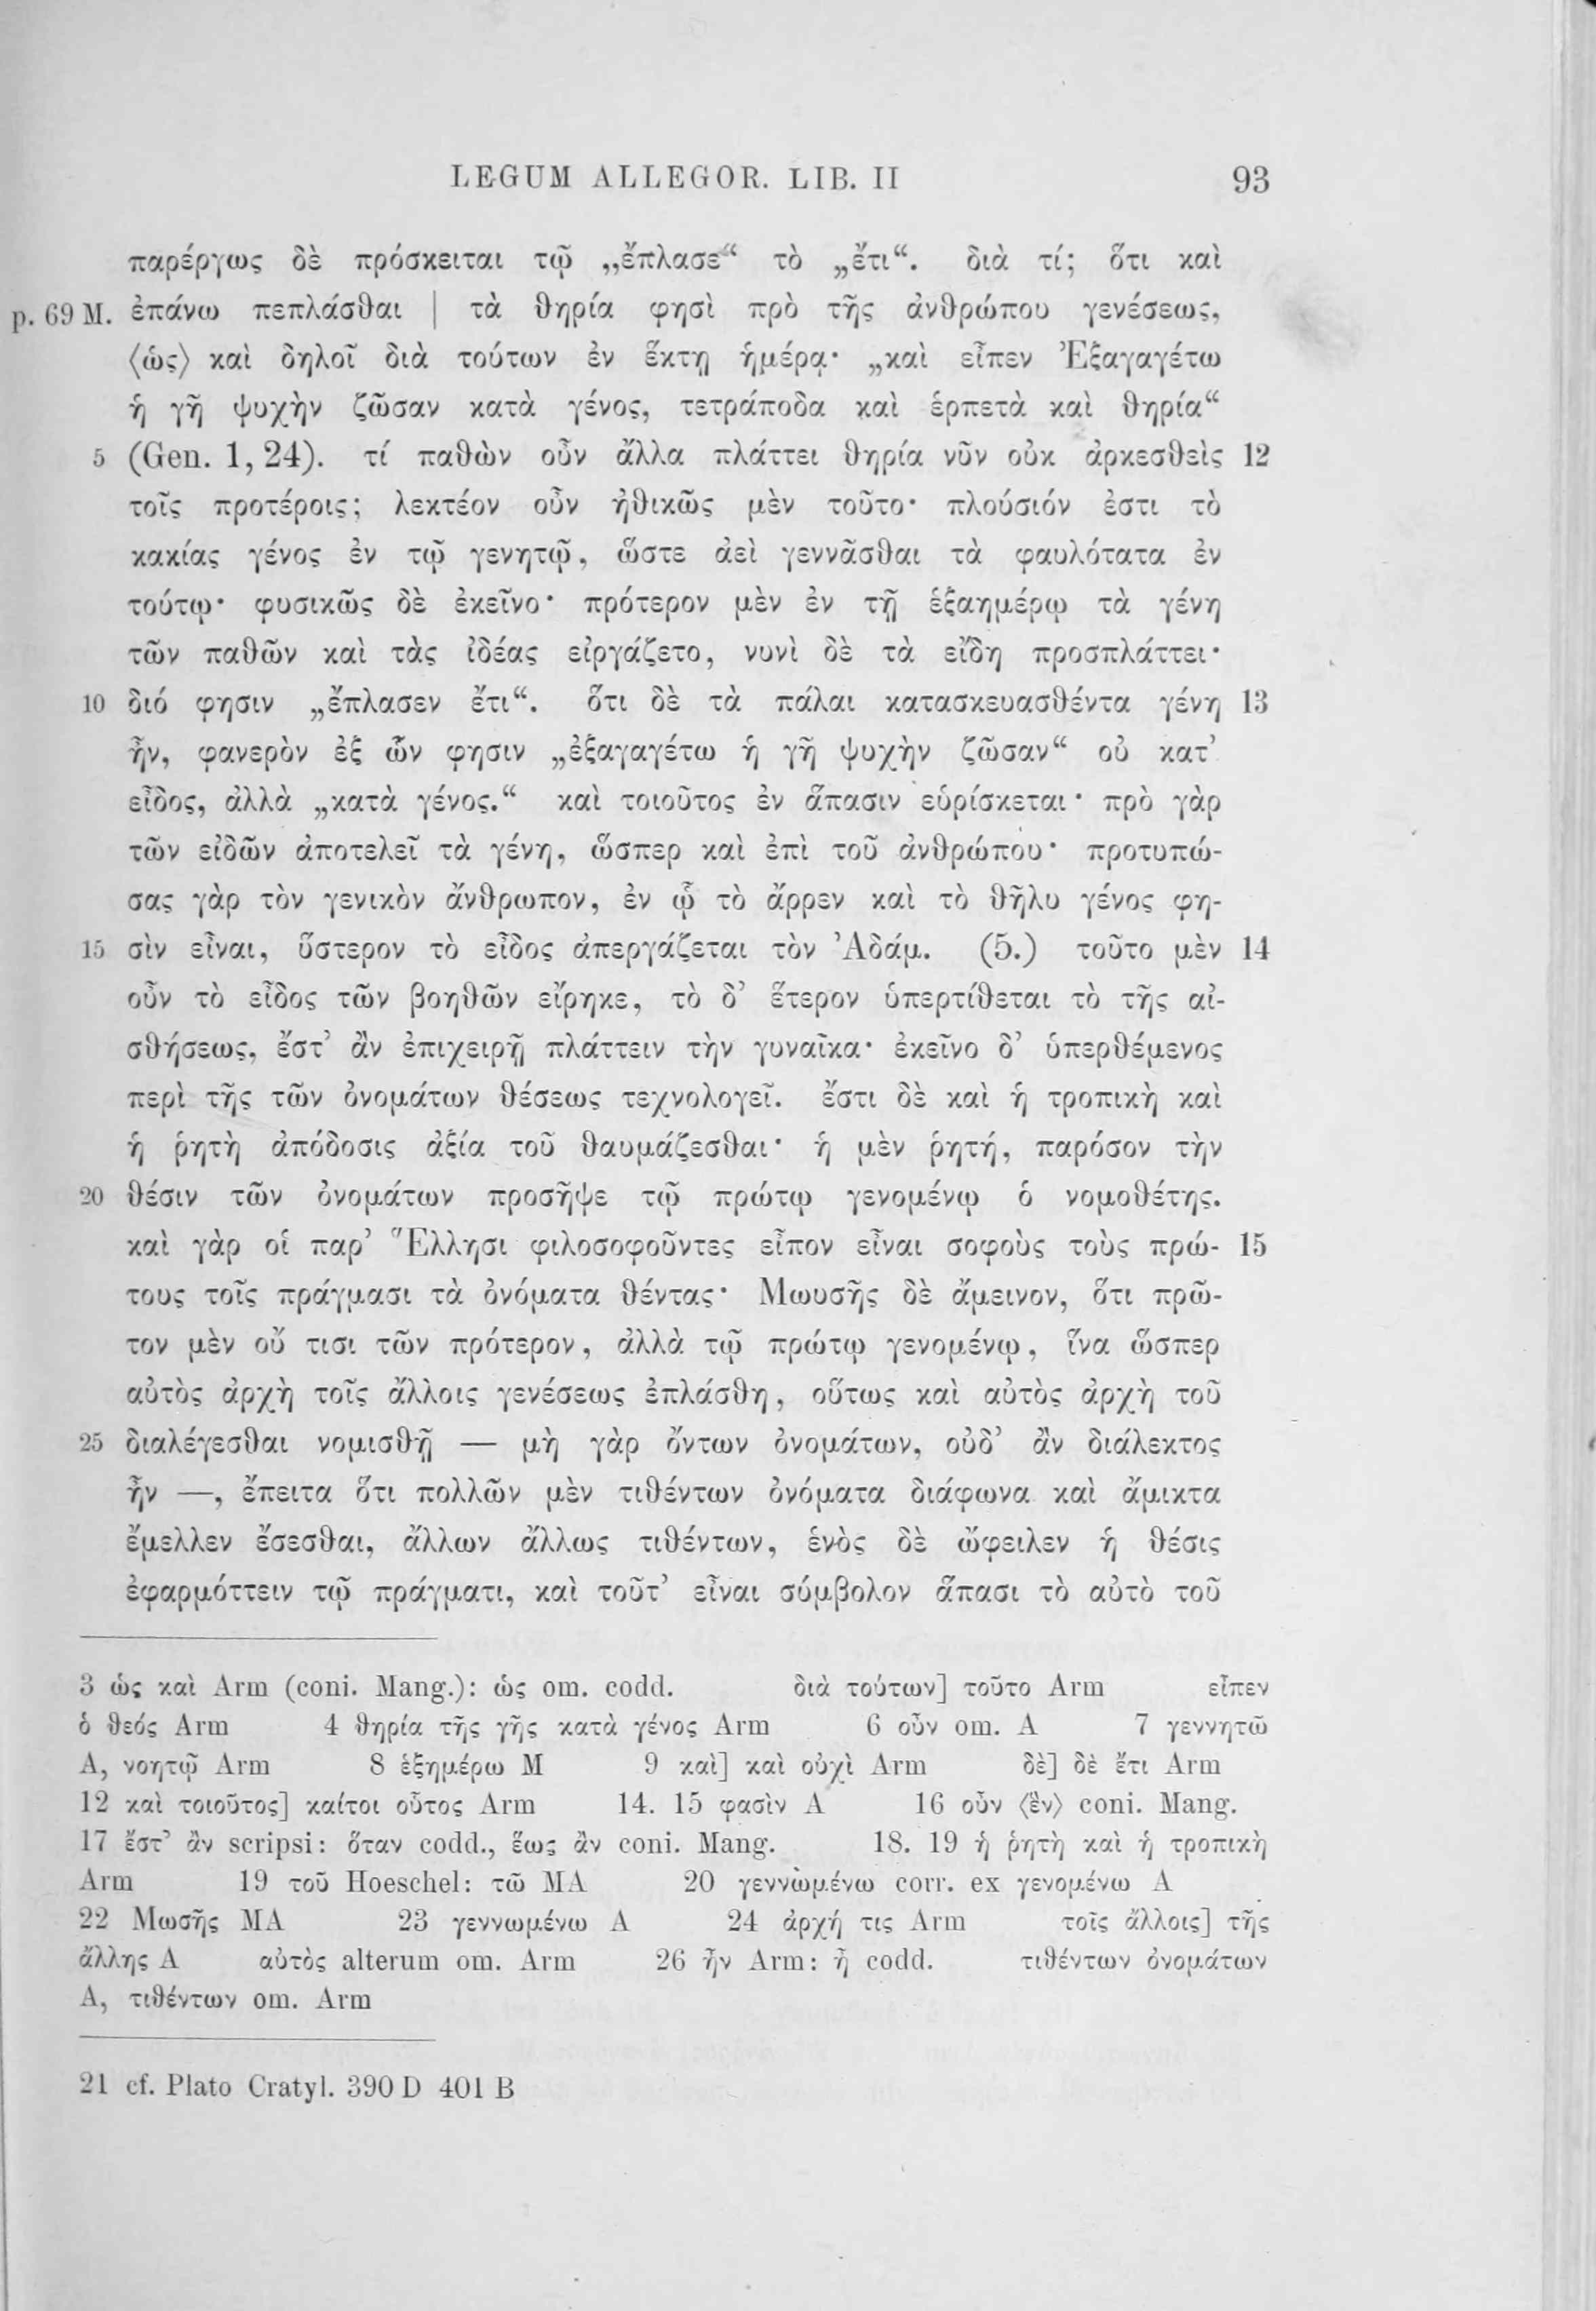 LEGUM ALLEGOR. LIB. II 93
παρέργως δὲ πρόσκειται τῷ „ἔπλασε“ τὸ „ἔτι“. διὰ τί; ὅτι καὶ
p. 69 M. ἐπάνω πεπλάσθαι | τὰ θηρία φησὶ πρὸ τῆς ἀνθρώπου γενέσεως,
⟨ὡς⟩ καὶ δηλοῖ διὰ τούτων ἐν ἕκτῃ ἡμέρᾳ· „καὶ εἶπεν Ἐξαγαγέτω
ἡ γῆ ψυχὴν ζῶσαν κατὰ γένος, τετράποδα καὶ ἑρπετὰ καὶ θηρία“
5 (Gen. 1, 24). τί παθὼν οὖν ἄλλα πλάττει θηρία νῦν οὐκ ἀρκεσθεὶς 12
τοῖς προτέροις; λεκτέον οὖν ἠθικῶς μὲν τοῦτο· πλούσιόν ἐστι τὸ
κακίας γένος ἐν τῷ γενητῷ, ὥστε ἀεὶ γεννᾶσθαι τὰ φαυλότατα ἐν
τούτῳ· φυσικῶς δὲ ἐκεῖνο· πρότερον μὲν ἐν τῇ ἑξαημέρῳ τὰ γένη
τῶν παθῶν καὶ τὰς ἰδέας εἰργάζετο, νυνὶ δὲ τὰ εἴδη προσπλάττει·
10 διό φησιν „ἔπλασεν ἔτι“. ὅτι δὲ τὰ πάλαι κατασκευασθέντα γένη 13
ἦν, φανερὸν ἐξ ὧν φησιν „ἐξαγαγέτω ἡ γῆ ψυχὴν ζῶσαν“ οὐ κατ’
εἶδος, ἀλλὰ „κατὰ γένος.“ καὶ τοιοῦτος ἐν ἅπασιν εὑρίσκεται· πρὸ γὰρ
τῶν εἰδῶν ἀποτελεῖ τὰ γένη, ὥσπερ καὶ ἐπὶ τοῦ ἀνθρώπου· προτυπώ-
σας γὰρ τὸν γενικὸν ἄνθρωπον, ἐν ᾧ τὸ ἄρρεν καὶ τὸ θῆλυ γένος φη-
15 σὶν εἶναι, ὕστερον τὸ εἶδος ἀπεργάζεται τὸν Ἀδάμ. (5.) τοῦτο μὲν 14
οὖν τὸ εἶδος τῶν βοηθῶν εἴρηκε, τὸ δ’ ἕτερον ὑπερτίθεται τὸ τῆς αἰ-
σθήσεως, ἔστ’ ἂν ἐπιχειρῇ πλάττειν τὴν γυναῖκα· ἐκεῖνο δ’ ὑπερθέμενος
περὶ τῆς τῶν ὀνομάτων θέσεως τεχνολογεῖ. ἔστι δὲ καὶ ἡ τροπικὴ καὶ
ἡ ῥητὴ ἀπόδοσις ἀξία τοῦ θαυμάζεσθαι· ἡ μὲν ῥητή, παρόσον τὴν
20 θέσιν τῶν ὀνομάτων προσῆψε τῷ πρώτῳ γενομένῳ ὁ νομοθέτης.
καὶ γὰρ οἱ παρ’ Ἕλλησι φιλοσοφοῦντες εἶπον εἶναι σοφοὺς τοὺς πρώ- 15
τους τοῖς πράγμασι τὰ ὀνόματα θέντας· Μωυσῆς δὲ ἄμεινον, ὅτι πρῶ-
τον μὲν οὔ τισι τῶν πρότερον, ἀλλὰ τῷ πρώτῳ γενομένῳ, ἵνα ὥσπερ
αὐτὸς ἀρχὴ τοῖς ἄλλοις γενέσεως ἐπλάσθη, οὕτως καὶ αὐτὸς ἀρχὴ τοῦ
25 διαλέγεσθαι νομισθῇ — μὴ γὰρ ὄντων ὀνομάτων, οὐδ’ ἂν διάλεκτος
ἦν —, ἔπειτα ὅτι πολλῶν μὲν τιθέντων ὀνόματα διάφωνα καὶ ἄμικτα
ἔμελλεν ἔσεσθαι, ἄλλων ἄλλως τιθέντων, ἑνὸς δὲ ὤφειλεν ἡ θέσις
ἐφαρμόττειν τῷ πράγματι, καὶ τοῦτ’ εἶναι σύμβολον ἅπασι τὸ αὐτὸ τοῦ
3 ὡς καὶ Arm (coni. Mang.): ὡς om. codd. διὰ τούτων] τοῦτο Arm εἶπεν
ὁ θεός Arm 4 θηρία τῆς γῆς κατὰ γένος Arm 6 οὖν om. A 7 γεννητῶ
A, νοητῷ Arm 8 ἑξημέρω M 9 καὶ] καὶ οὐχὶ Arm δὲ] δὲ ἔτι Arm
12 καὶ τοιοῦτος] καίτοι οὗτος Arm 14. 15 φασὶν A 16 οὖν ⟨ἓν⟩ coni. Mang.
17 ἔστ’ ἂν scripsi: ὅταν codd., ἕως ἂν coni. Mang. 18. 19 ἡ ῥητὴ καὶ ἡ τροπικὴ
Arm 19 τοῦ Hoeschel: τῶ MA 20 γεννωμένω corr. ex γενομένω A
22 Μωσῆς MA 23 γεννωμένω A 24 ἀρχή τις Arm τοῖς ἄλλοις] τῆς
ἄλλης A αὐτὸς alterum om. Arm 26 ἦν Arm: ἦ codd. τιθέντων ὀνομάτων
A, τιθέντων om. Arm
21 cf. Plato Cratyl. 390 D 401 B